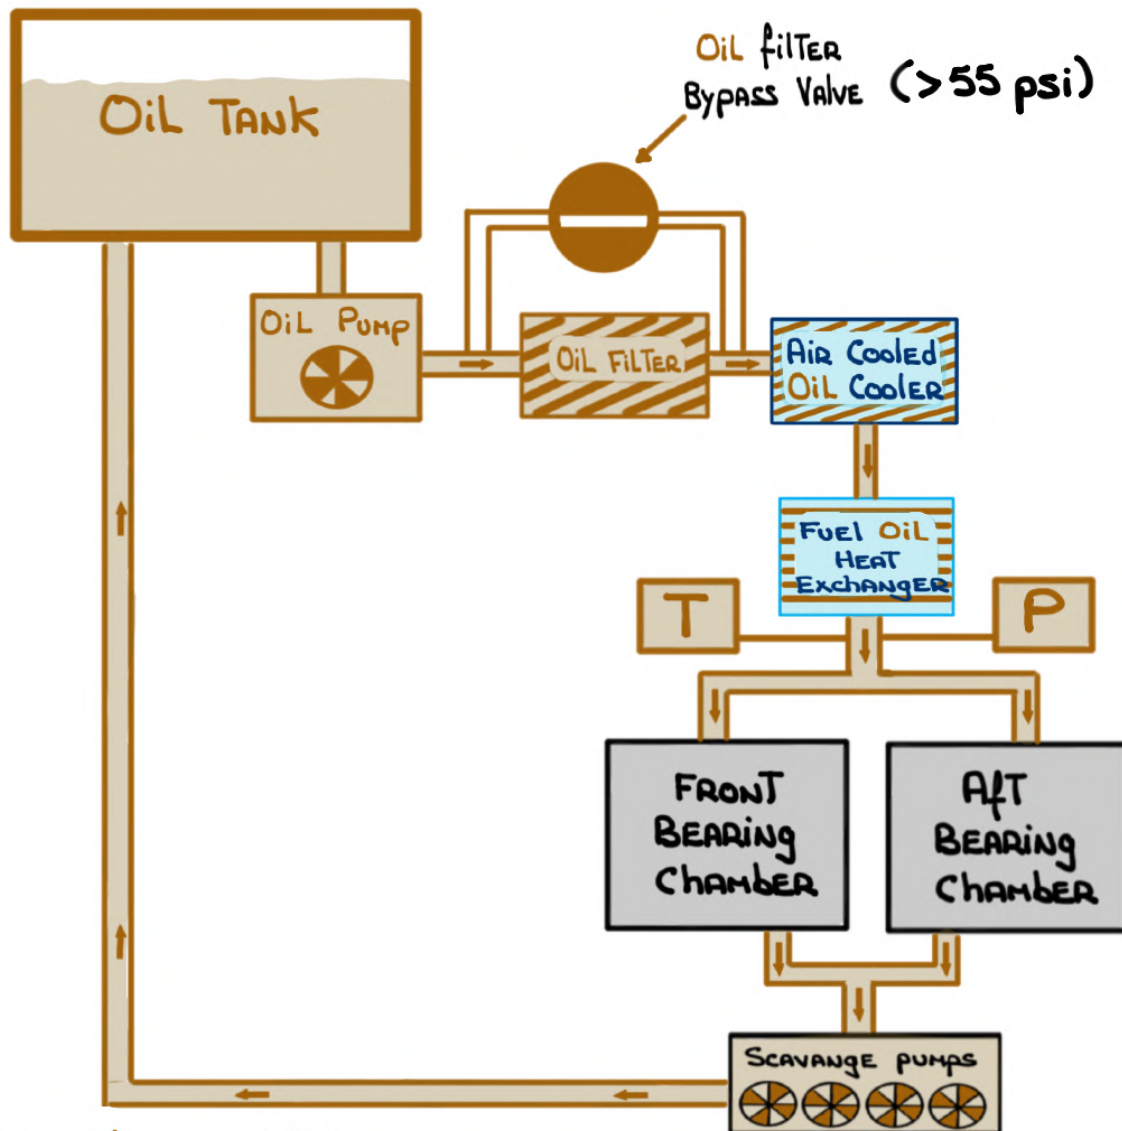 Oil filter
Bypass Valve (>55 psi)
Oil Tank
Oil Pump
Oil Filter
Air Cooled
Oil Cooler
Fuel Oil
Heat
Exchanger
T
P
Front
Bearing
Chamber
Aft
Bearing
Chamber
Scavange pumps